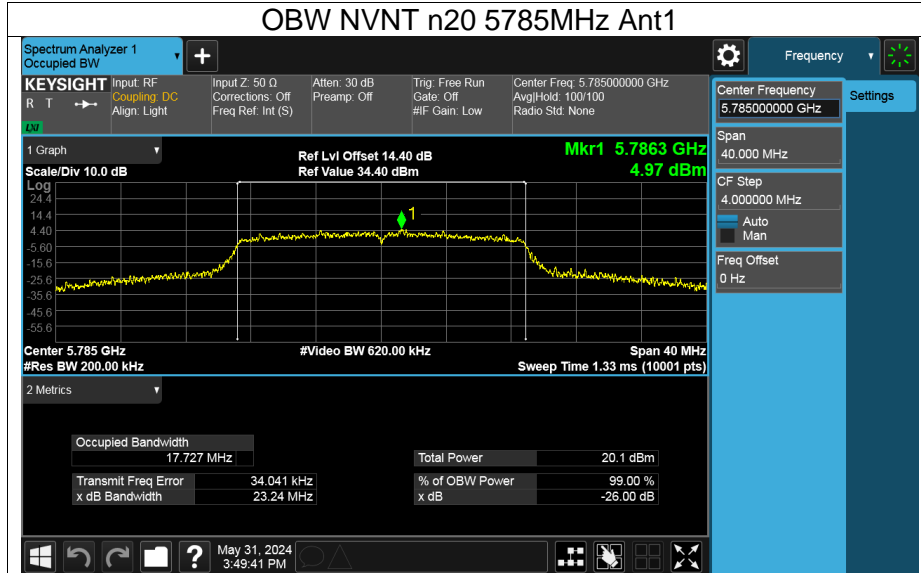 OBW NVNT n20 5785MHz Ant1
Spectrum Analyzer 1
Occupied BW
Frequency
KEYSIGHT
R T
LXI
Input: RF
Coupling: DC
Align: Light
Input Z: 50 Ω
Corrections: Off
Freq Ref: Int (S)
Atten: 30 dB
Preamp: Off
Trig: Free Run
Gate: Off
#IF Gain: Low
Center Freq: 5.785000000 GHz
Avg|Hold: 100/100
Radio Std: None
Center Frequency
5.785000000 GHz
Settings
Span
40.000 MHz
CF Step
4.000000 MHz
Auto
Man
Freq Offset
0 Hz
1 Graph
Scale/Div 10.0 dB
Ref Lvl Offset 14.40 dB
Ref Value 34.40 dBm
Mkr1 5.7863 GHz
4.97 dBm
Log
24.4
14.4
4.40
-5.60
-15.6
-25.6
-35.6
-45.6
-55.6
1
Center 5.785 GHz
#Res BW 200.00 kHz
#Video BW 620.00 kHz
Span 40 MHz
Sweep Time 1.33 ms (10001 pts)
2 Metrics
Occupied Bandwidth
17.727 MHz
Transmit Freq Error 34.041 kHz
x dB Bandwidth 23.24 MHz
Total Power 20.1 dBm
% of OBW Power 99.00 %
x dB -26.00 dB
?
May 31, 2024
3:49:41 PM